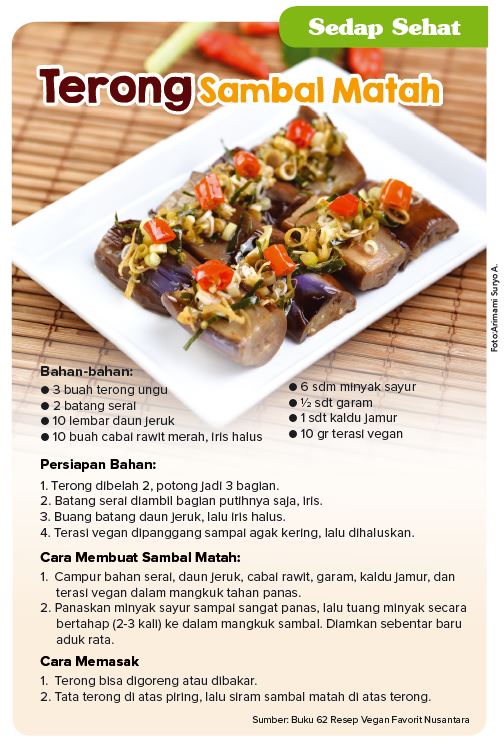 Sedap Sehat
Terong Sambal Matah
Foto:Arimami Suryo A.
Bahan-bahan:
● 3 buah terong ungu
● 2 batang serai
● 10 lembar daun jeruk
● 10 buah cabai rawit merah, iris halus
● 6 sdm minyak sayur
● ½ sdt garam
● 1 sdt kaldu jamur
● 10 gr terasi vegan
Persiapan Bahan:
1. Terong dibelah 2, potong jadi 3 bagian.
2. Batang serai diambil bagian putihnya saja, iris.
3. Buang batang daun jeruk, lalu iris halus.
4. Terasi vegan dipanggang sampai agak kering, lalu dihaluskan.
Cara Membuat Sambal Matah:
1. Campur bahan serai, daun jeruk, cabai rawit, garam, kaldu jamur, dan
terasi vegan dalam mangkuk tahan panas.
2. Panaskan minyak sayur sampai sangat panas, lalu tuang minyak secara
bertahap (2-3 kali) ke dalam mangkuk sambal. Diamkan sebentar baru
aduk rata.
Cara Memasak
1. Terong bisa digoreng atau dibakar.
2. Tata terong di atas piring, lalu siram sambal matah di atas terong.
Sumber: Buku 62 Resep Vegan Favorit Nusantara